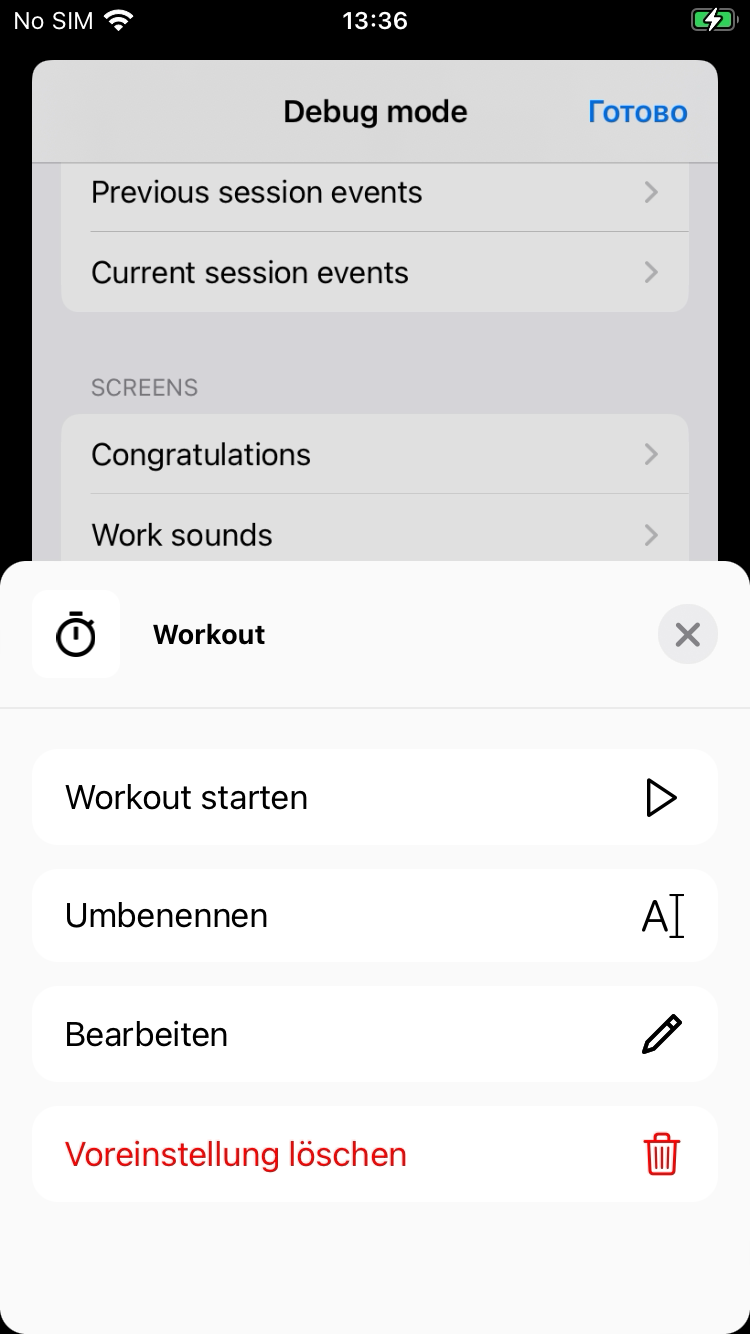 No SIM 13:36
Debug mode Готово
Previous session events
Current session events
SCREENS
Congratulations
Work sounds
Workout
Workout starten
Umbenennen
Bearbeiten
Voreinstellung löschen